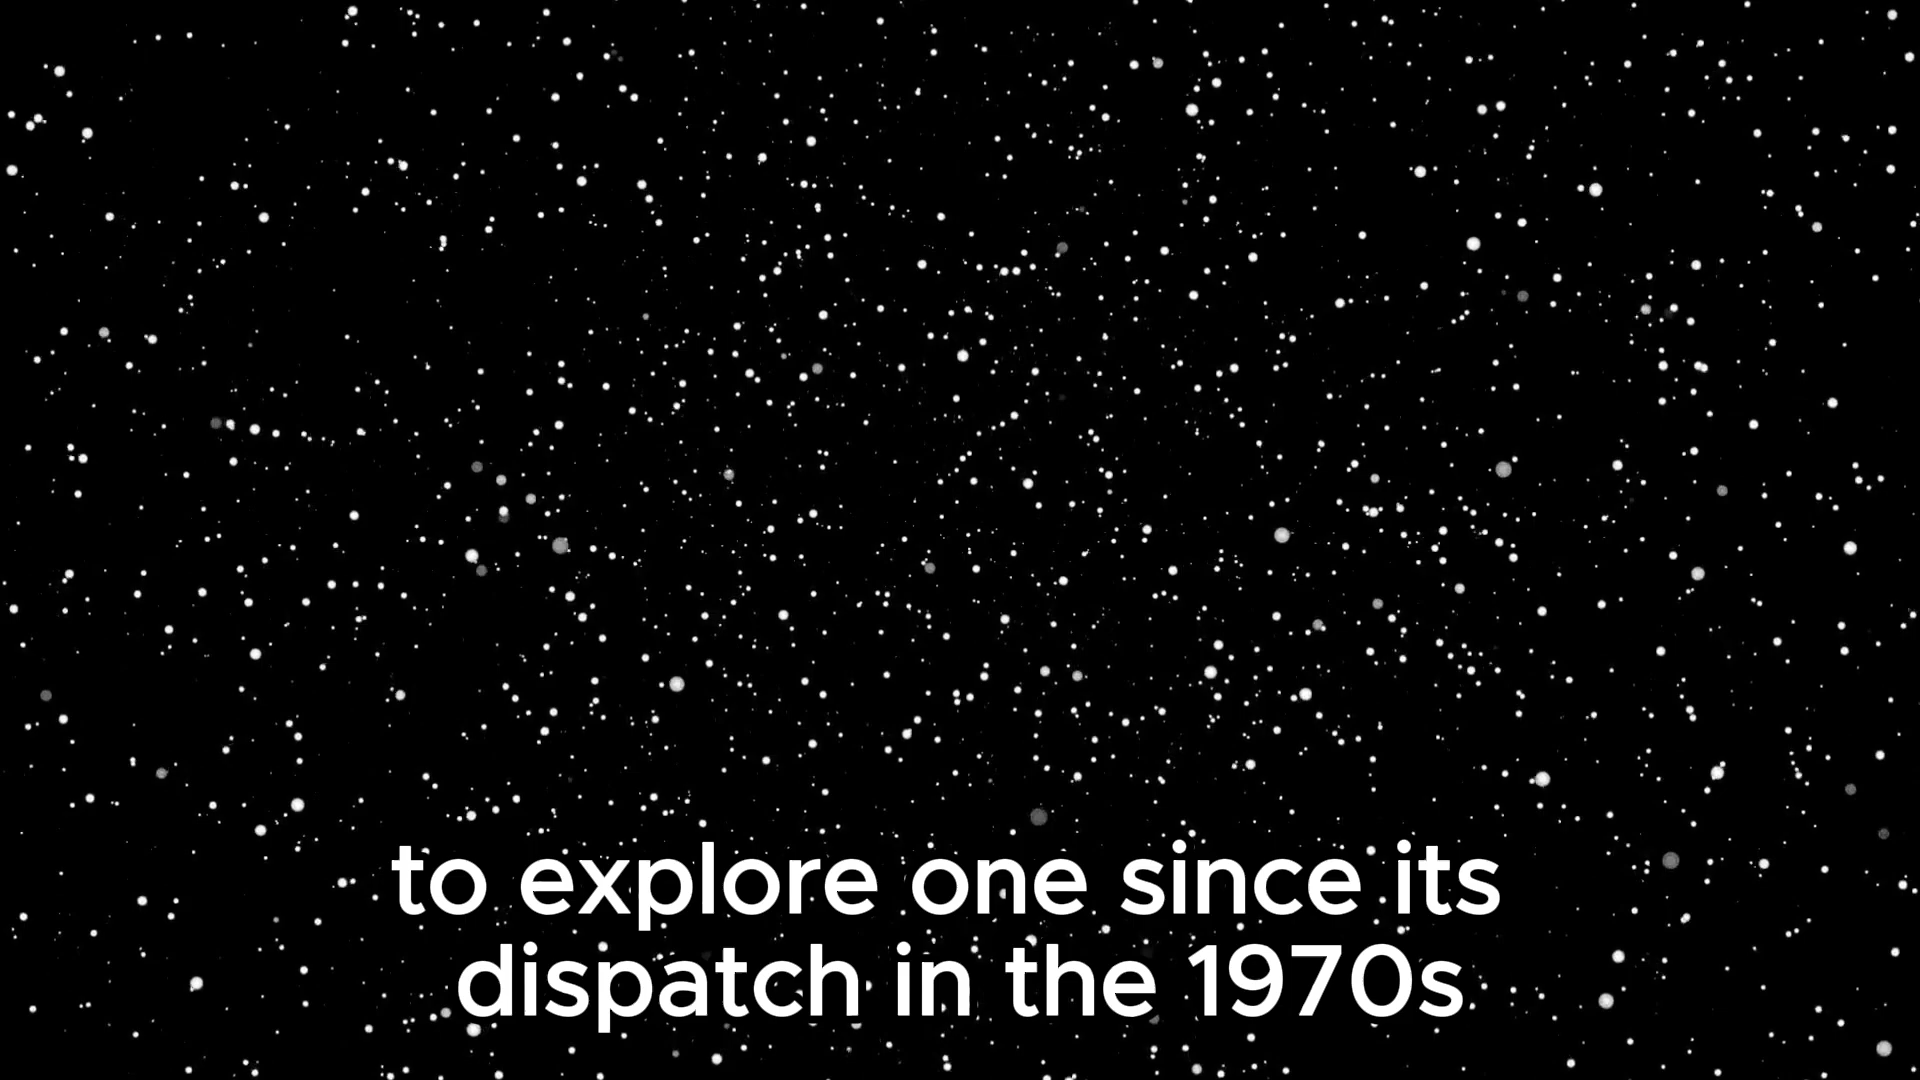 to explore one since its
dispatch in the 1970s